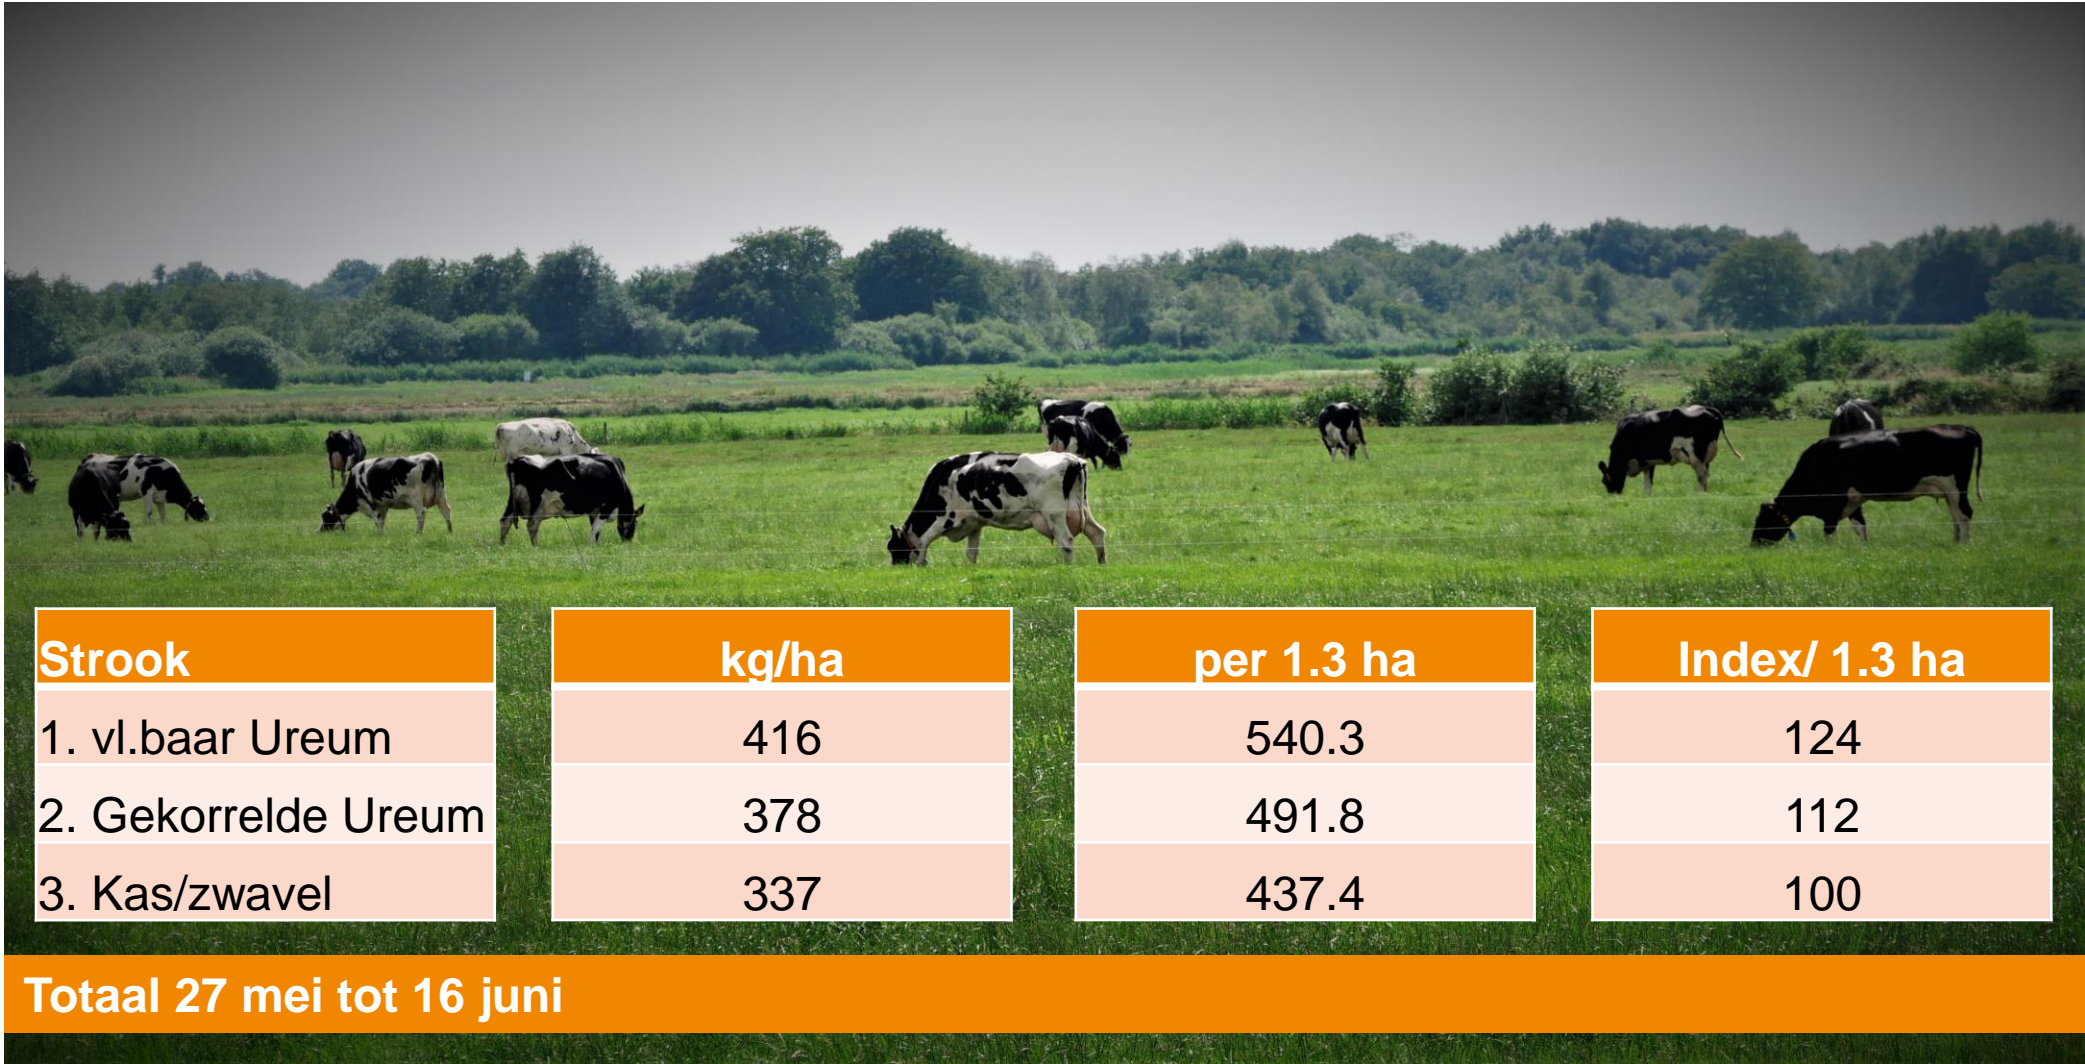 Strook kg/ha per 1.3 ha Index/ 1.3 ha
1. vl.baar Ureum 416 540.3 124
2. Gekorrelde Ureum 378 491.8 112
3. Kas/zwavel 337 437.4 100
Totaal 27 mei tot 16 juni